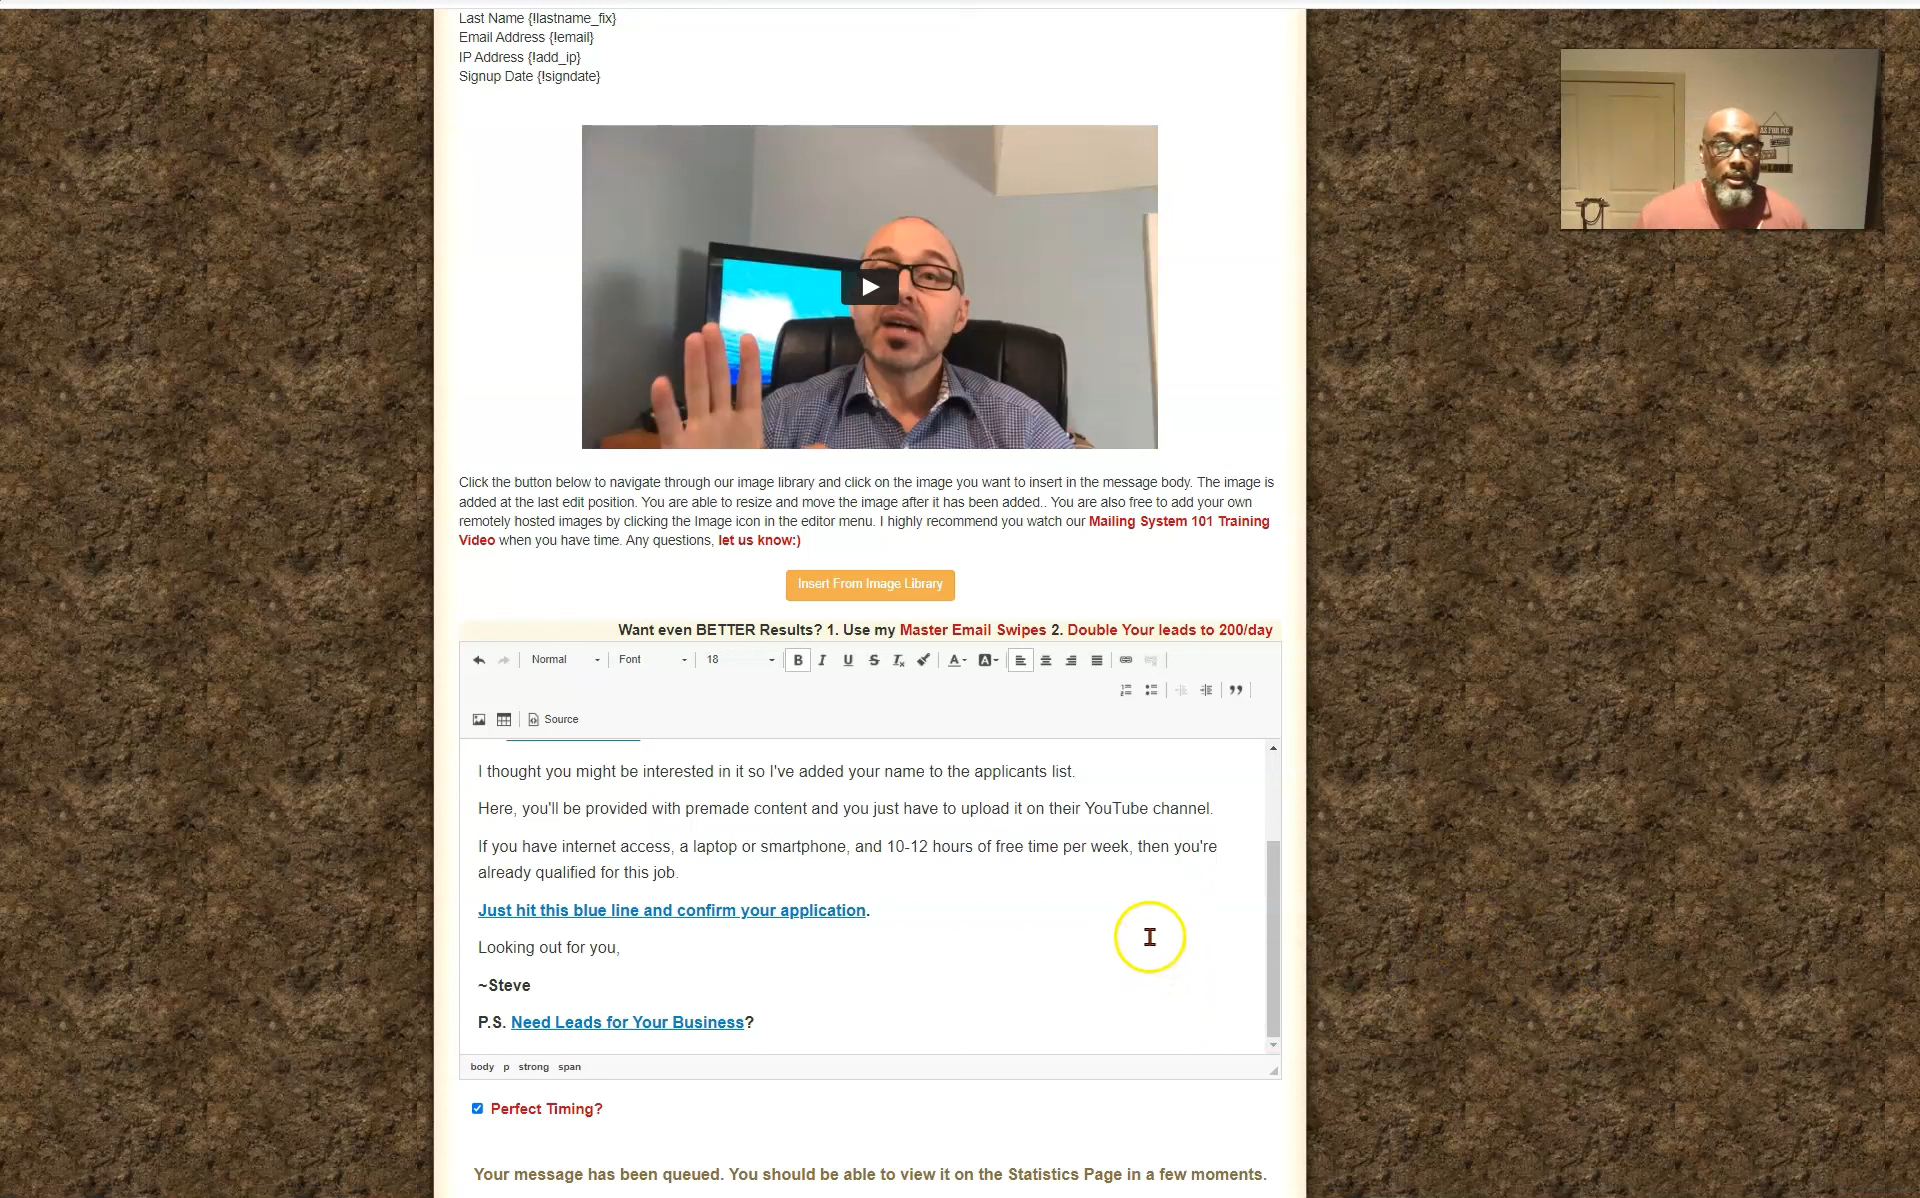 Last Name {!lastname_fix}
Email Address {!email}
IP Address {!add_ip}
Signup Date {!signdate}
AS FOR ME
LORD
Click the button below to navigate through our image library and click on the image you want to insert in the message body. The image is
added at the last edit position. You are able to resize and move the image after it has been added.. You are also free to add your own
remotely hosted images by clicking the Image icon in the editor menu. I highly recommend you watch our Mailing System 101 Training
Video when you have time. Any questions, let us know:)
Insert From Image Library
Want even BETTER Results? 1. Use my Master Email Swipes 2. Double Your leads to 200/day
Normal Font 18 B I U S Tx A A
Source
I thought you might be interested in it so I've added your name to the applicants list.
Here, you'll be provided with premade content and you just have to upload it on their YouTube channel.
If you have internet access, a laptop or smartphone, and 10-12 hours of free time per week, then you're
already qualified for this job.
Just hit this blue line and confirm your application.
Looking out for you,
~Steve
P.S. Need Leads for Your Business?
body p strong span
Perfect Timing?
Your message has been queued. You should be able to view it on the Statistics Page in a few moments.